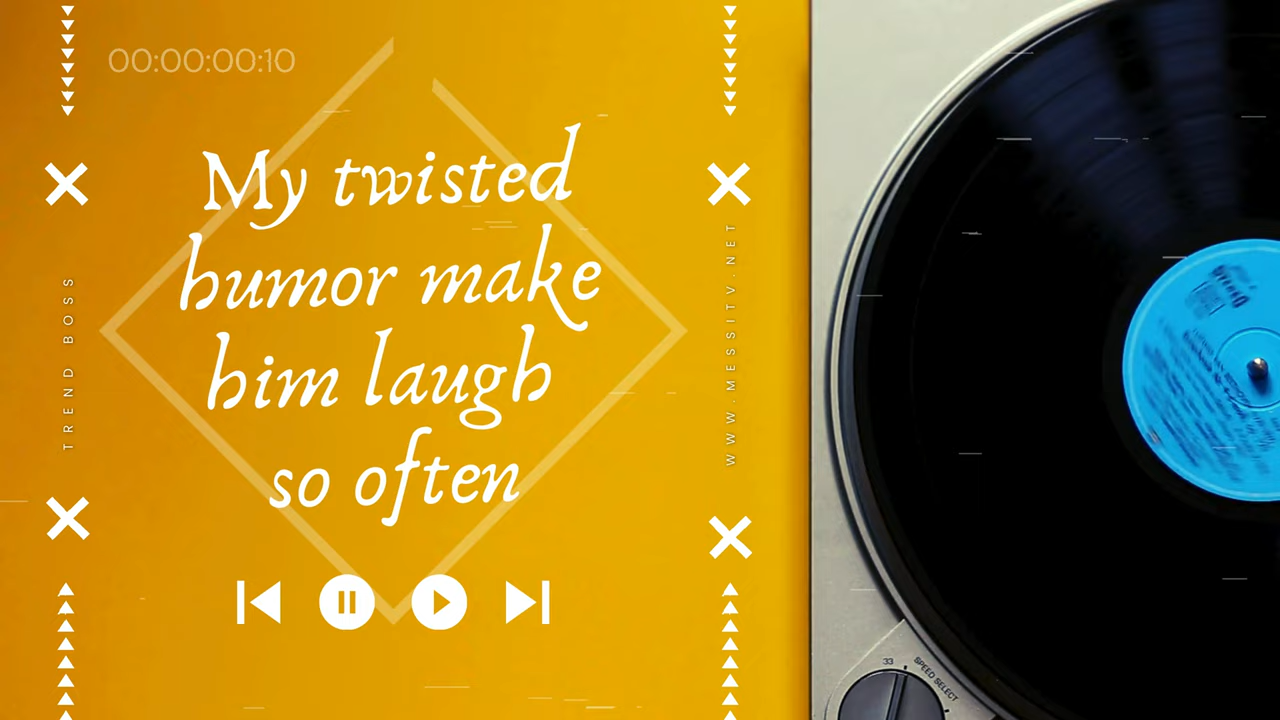 00:00:00:10
My twisted
humor make
him laugh
so often
TREND BOSS
WWW.MESSITV.NET
33
SPEED SELECT